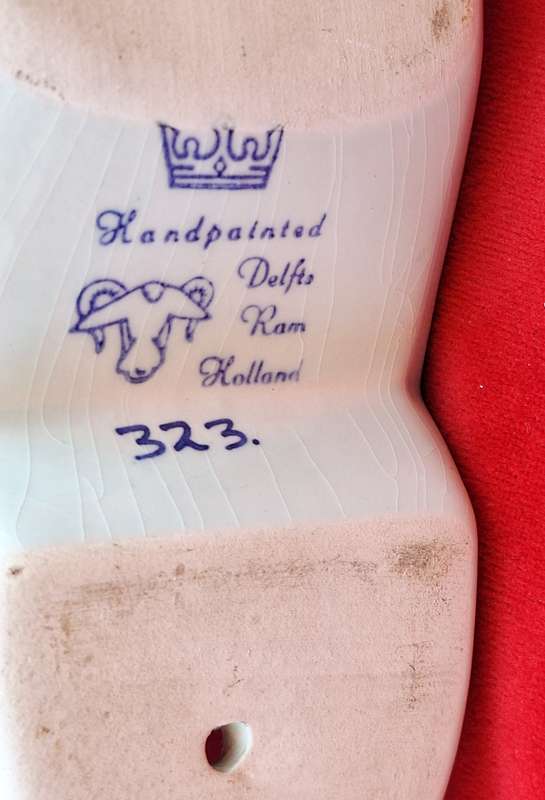 Handpainted
Delfts
Ram
Holland
323.